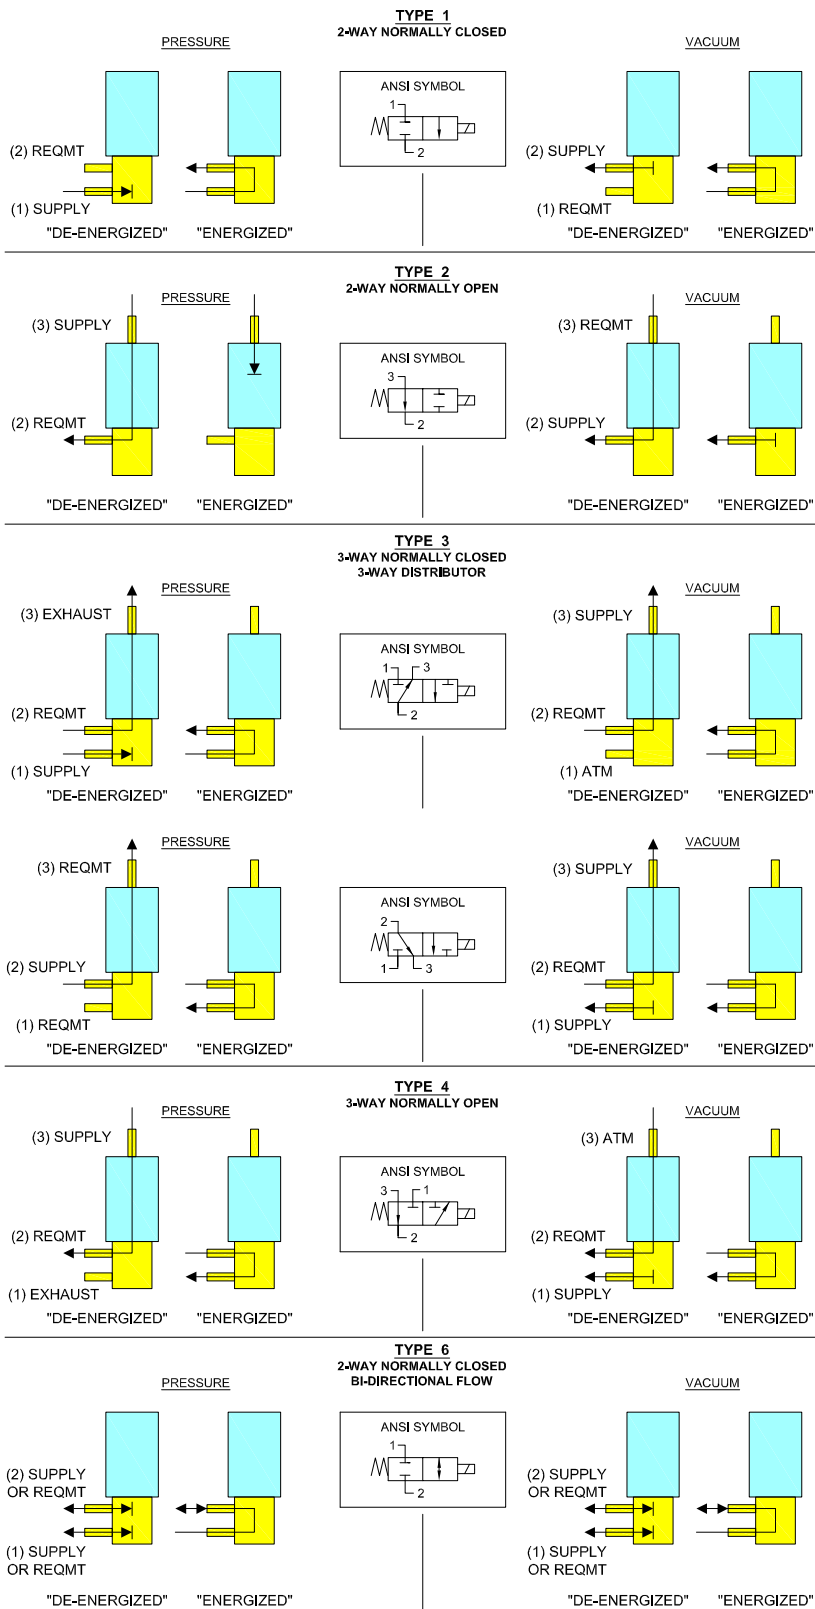 TYPE 1
2-WAY NORMALLY CLOSED
PRESSURE
VACUUM
ANSI SYMBOL
1
2
(2) REQMT
(1) SUPPLY
(2) SUPPLY
(1) REQMT
"DE-ENERGIZED" "ENERGIZED"
"DE-ENERGIZED" "ENERGIZED"
TYPE 2
2-WAY NORMALLY OPEN
PRESSURE
VACUUM
(3) SUPPLY
(2) REQMT
ANSI SYMBOL
3
2
(3) REQMT
(2) SUPPLY
"DE-ENERGIZED" "ENERGIZED"
"DE-ENERGIZED" "ENERGIZED"
TYPE 3
3-WAY NORMALLY CLOSED
3-WAY DISTRIBUTOR
PRESSURE
VACUUM
(3) EXHAUST
(2) REQMT
(1) SUPPLY
ANSI SYMBOL
1 3
2
(3) SUPPLY
(2) REQMT
(1) ATM
"DE-ENERGIZED" "ENERGIZED"
"DE-ENERGIZED" "ENERGIZED"
PRESSURE
VACUUM
(3) REQMT
(2) SUPPLY
(1) REQMT
ANSI SYMBOL
2
1 3
(3) SUPPLY
(2) REQMT
(1) SUPPLY
"DE-ENERGIZED" "ENERGIZED"
"DE-ENERGIZED" "ENERGIZED"
TYPE 4
3-WAY NORMALLY OPEN
PRESSURE
VACUUM
(3) SUPPLY
(2) REQMT
(1) EXHAUST
ANSI SYMBOL
3 1
2
(3) ATM
(2) REQMT
(1) SUPPLY
"DE-ENERGIZED" "ENERGIZED"
"DE-ENERGIZED" "ENERGIZED"
TYPE 6
2-WAY NORMALLY CLOSED
BI-DIRECTIONAL FLOW
PRESSURE
VACUUM
ANSI SYMBOL
1
2
(2) SUPPLY
OR REQMT
(1) SUPPLY
OR REQMT
(2) SUPPLY
OR REQMT
(1) SUPPLY
OR REQMT
"DE-ENERGIZED" "ENERGIZED"
"DE-ENERGIZED" "ENERGIZED"